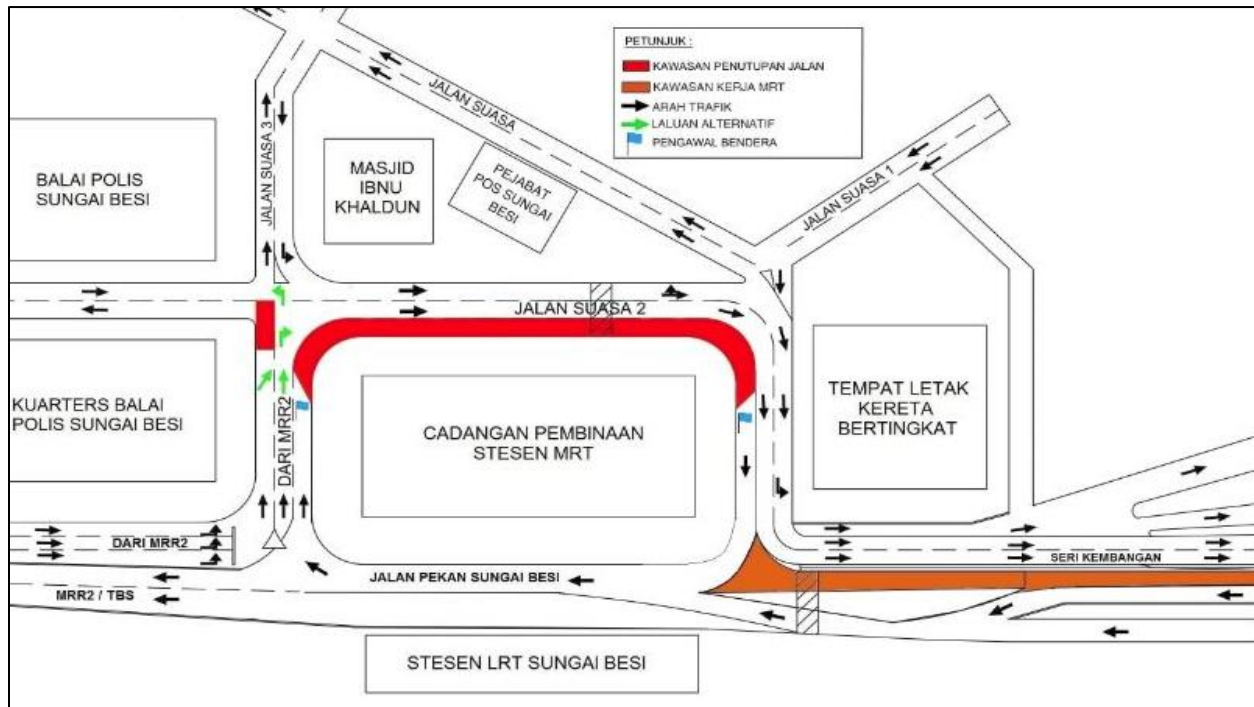 PETUNJUK :
KAWASAN PENUTUPAN JALAN
KAWASAN KERJA MRT
ARAH TRAFIK
LALUAN ALTERNATIF
PENGAWAL BENDERA
JALAN SUASA
JALAN SUASA 1
JALAN SUASA 3
BALAI POLIS
SUNGAI BESI
MASJID
IBNU
KHALDUN
PEJABAT
POS SUNGAI
BESI
JALAN SUASA 2
KUARTERS BALAI
POLIS SUNGAI BESI
DARI MRR2
CADANGAN PEMBINAAN
STESEN MRT
TEMPAT LETAK
KERETA
BERTINGKAT
DARI MRR2
SERI KEMBANGAN
JALAN PEKAN SUNGAI BESI
MRR2 / TBS
STESEN LRT SUNGAI BESI